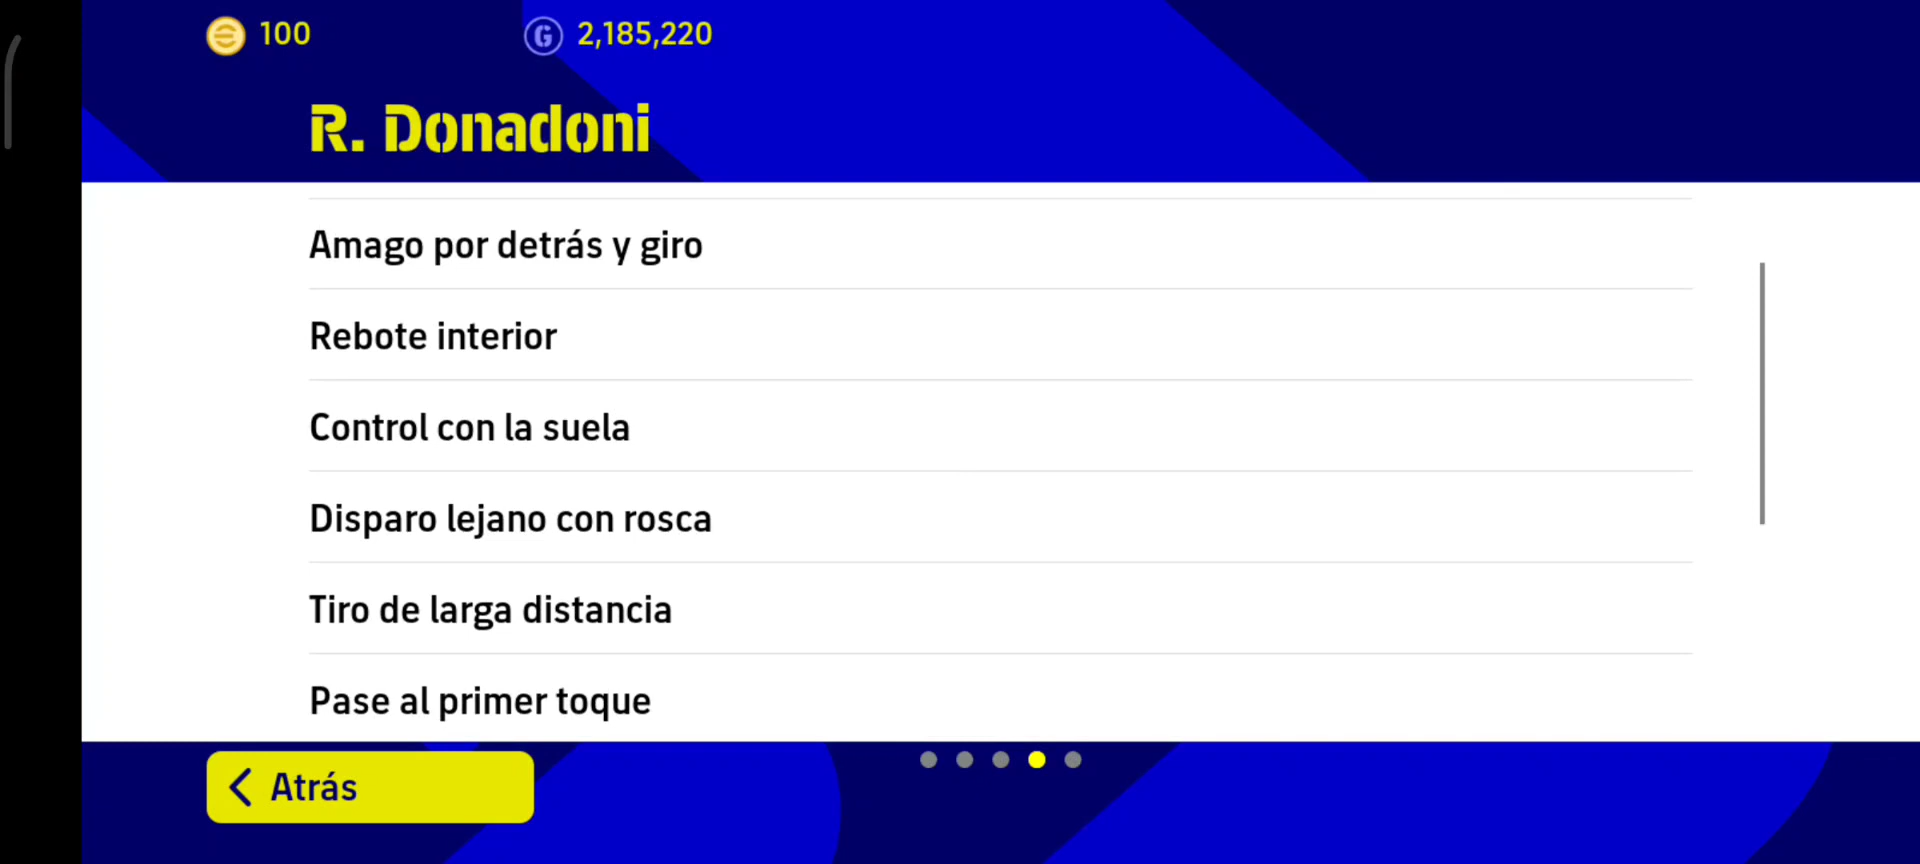 100
2,185,220
R. Donadoni
Amago por detrás y giro
Rebote interior
Control con la suela
Disparo lejano con rosca
Tiro de larga distancia
Pase al primer toque
Atrás